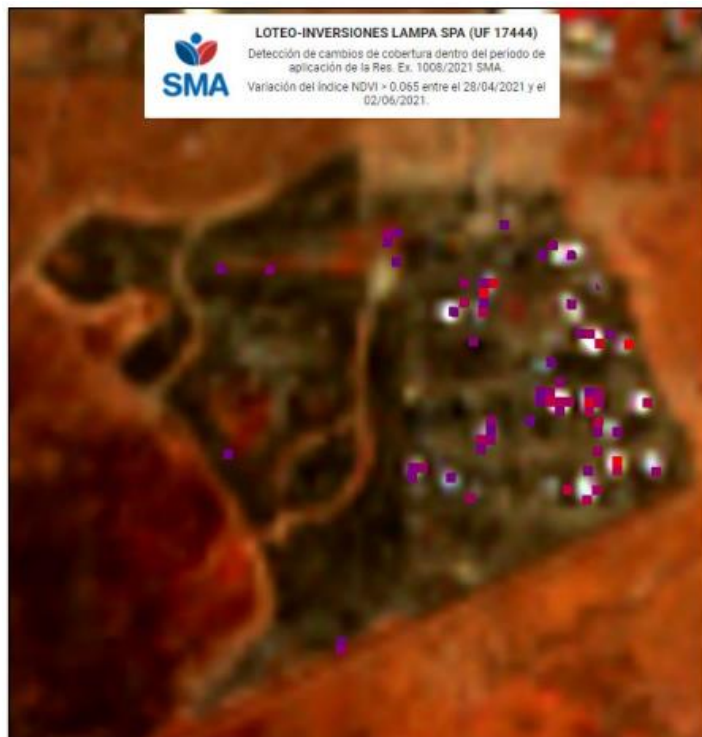 LOTEO-INVERSIONES LAMPA SPA (UF 17444)
Detección de cambios de cobertura dentro del periodo de
aplicación de la Res. Ex. 1008/2021 SMA.
Variación del índice NDVI > 0.065 entre el 28/04/2021 y el
02/06/2021.
SMA